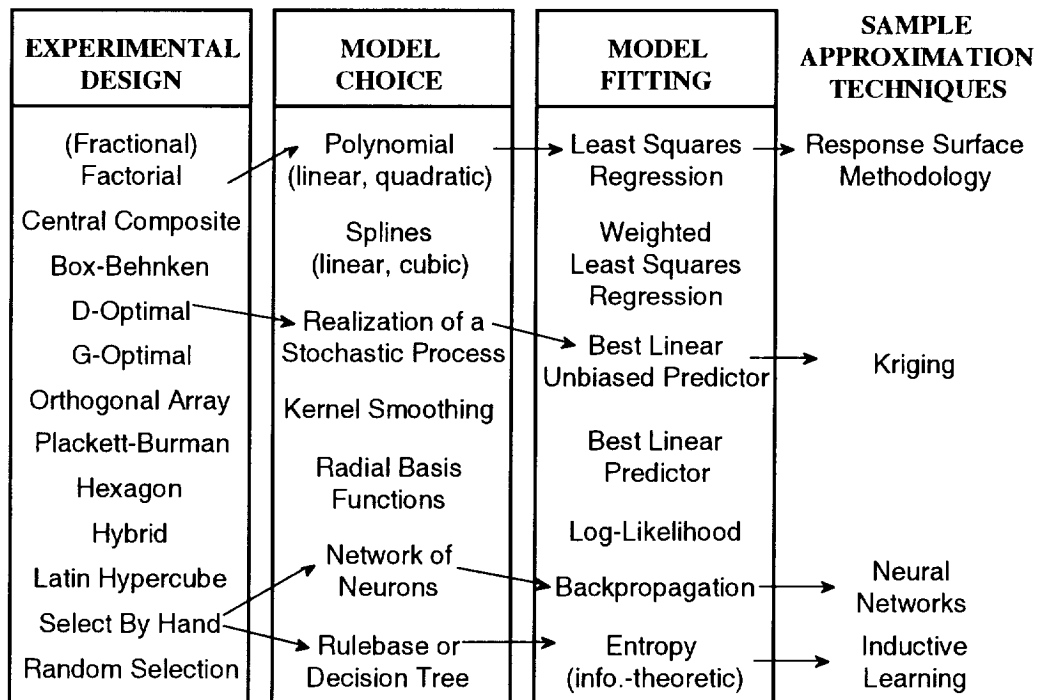 EXPERIMENTAL
DESIGN
(Fractional)
Factorial
Central Composite
Box-Behnken
D-Optimal
G-Optimal
Orthogonal Array
Plackett-Burman
Hexagon
Hybrid
Latin Hypercube
Select By Hand
Random Selection
MODEL
CHOICE
Polynomial
(linear, quadratic)
Splines
(linear, cubic)
Realization of a
Stochastic Process
Kernel Smoothing
Radial Basis
Functions
Network of
Neurons
Rulebase or
Decision Tree
MODEL
FITTING
Least Squares
Regression
Weighted
Least Squares
Regression
Best Linear
Unbiased Predictor
Best Linear
Predictor
Log-Likelihood
Backpropagation
Entropy
(info.-theoretic)
SAMPLE
APPROXIMATION
TECHNIQUES
Response Surface
Methodology
Kriging
Neural
Networks
Inductive
Learning